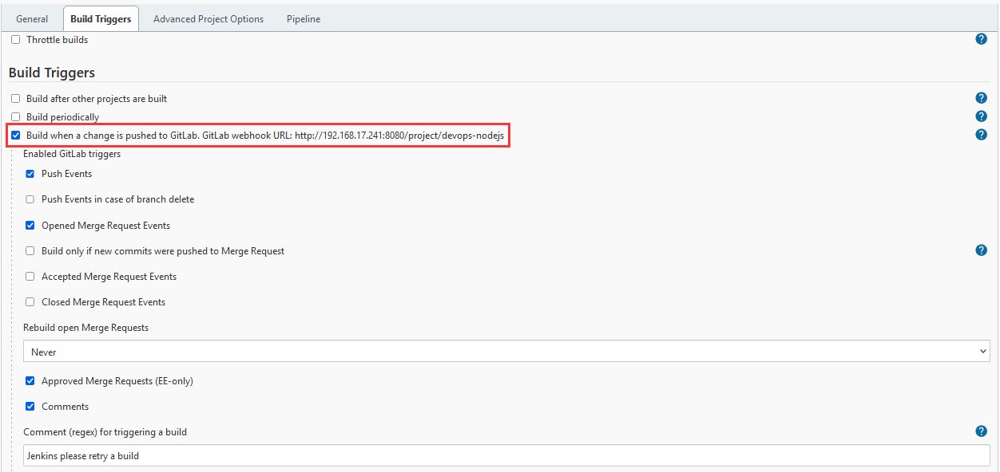 General Build Triggers Advanced Project Options Pipeline
Throttle builds ?
Build Triggers
Build after other projects are built ?
Build periodically ?
Build when a change is pushed to GitLab. GitLab webhook URL: http://192.168.17.241:8080/project/devops-nodejs ?
Enabled GitLab triggers
Push Events
Push Events in case of branch delete
Opened Merge Request Events
Build only if new commits were pushed to Merge Request ?
Accepted Merge Request Events
Closed Merge Request Events
Rebuild open Merge Requests
Never
Approved Merge Requests (EE-only)
Comments
Comment (regex) for triggering a build ?
Jenkins please retry a build